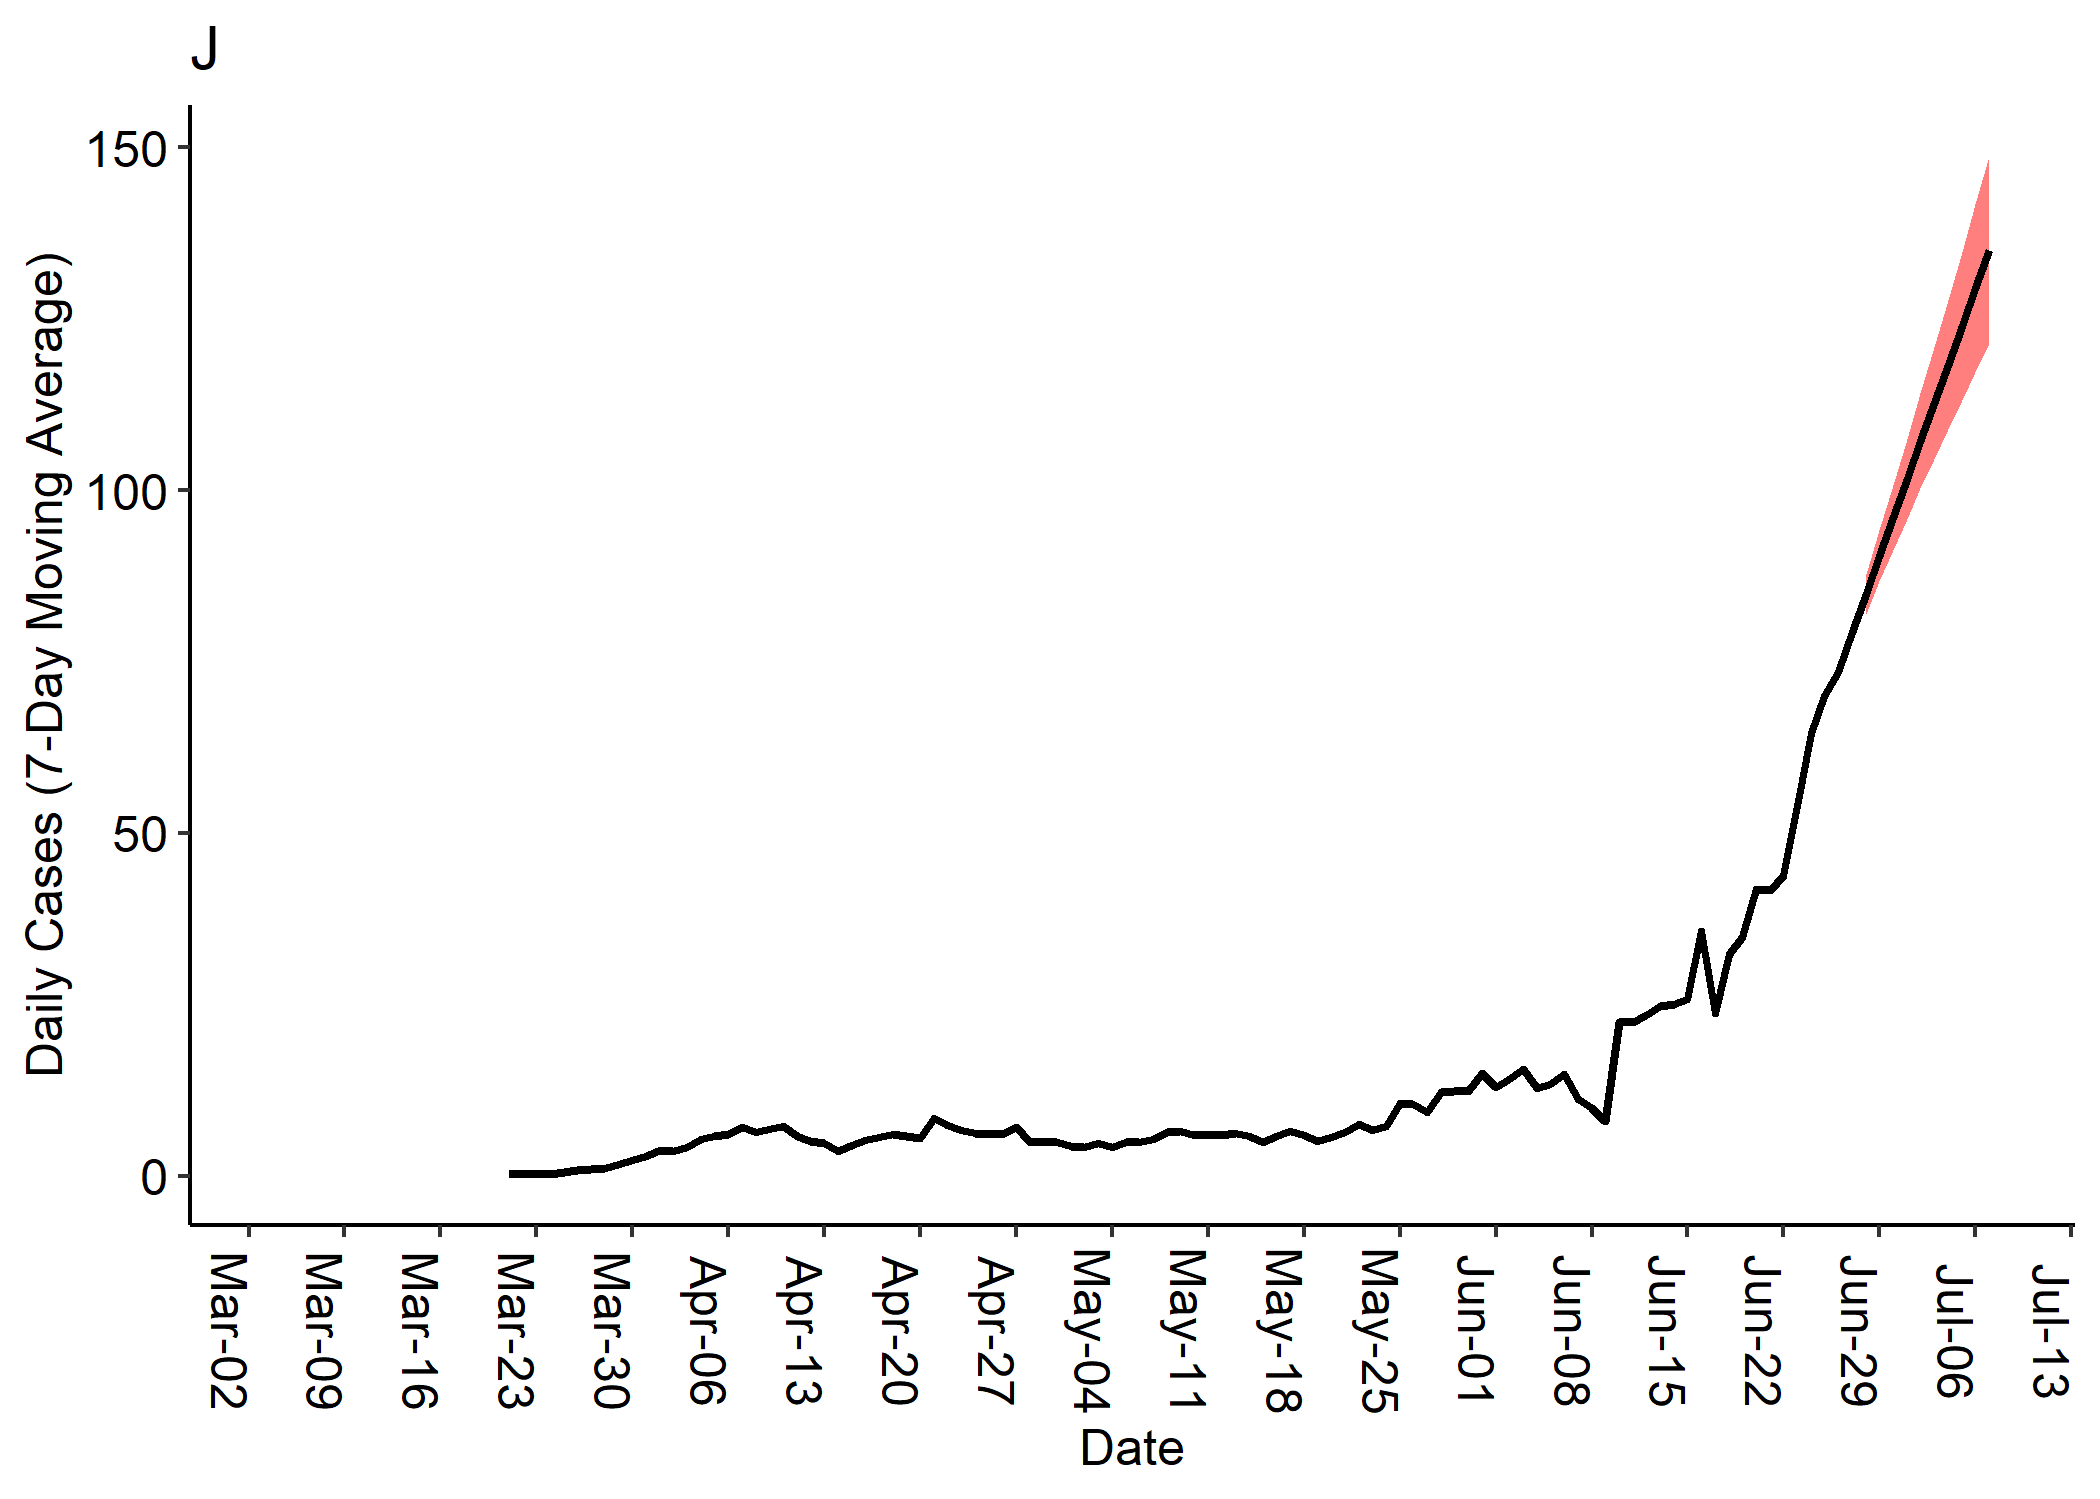 J
Daily Cases (7-Day Moving Average)
150
100
50
0
Mar-02
Mar-09
Mar-16
Mar-23
Mar-30
Apr-06
Apr-13
Apr-20
Apr-27
May-04
May-11
May-18
May-25
Jun-01
Jun-08
Jun-15
Jun-22
Jun-29
Jul-06
Jul-13
Date